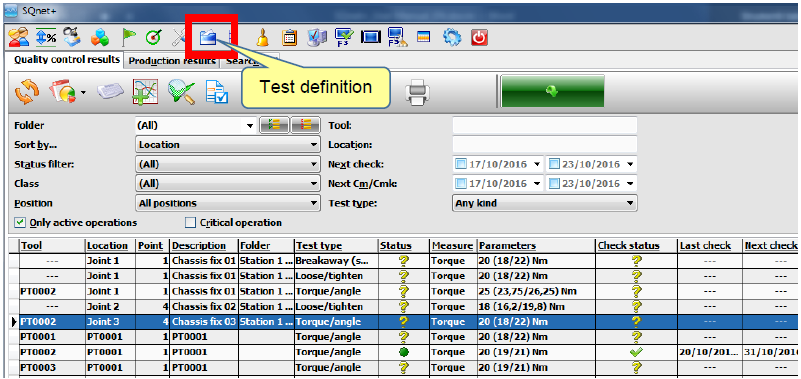 SQnet+
F3
F3
Quality control results Production results Searc
Test definition
Folder (All) Tool:
Sort by... Location Location:
Status filter: (All) Next check: 17/10/2016 23/10/2016
Class (All) Next Cm/Cmk: 17/10/2016 23/10/2016
Position All positions Test type: Any kind
Only active operations Critical operation
Tool Location Point Description Folder Test type Status Measure Parameters Check status Last check Next check
--- Joint 1 1 Chassis fix 01 Station 1 ... Breakaway (s... ? Torque 20 (18/22) Nm ? --- ---
--- Joint 1 1 Chassis fix 01 Station 1 ... Loose/tighten ? Torque 20 (18/22) Nm ? --- ---
PT0002 Joint 1 1 Chassis fix 01 Station 1 ... Torque/angle ? Torque 25 (23,75/26,25) Nm ? --- ---
--- Joint 2 4 Chassis fix 02 Station 1 ... Loose/tighten ? Torque 18 (16,2/19,8) Nm ? --- ---
PT0002 Joint 3 4 Chassis fix 03 Station 1 ... Torque/angle ? Torque 20 (18/22) Nm ? --- ---
PT0001 PT0001 1 PT0001 Torque/angle ? Torque 20 (18/22) Nm ? --- ---
PT0002 PT0001 1 PT0001 Torque/angle Torque 20 (19/21) Nm 20/10/201... 31/10/2016
PT0003 PT0001 1 PT0001 Torque/angle ? Torque 20 (19/21) Nm ? --- ---